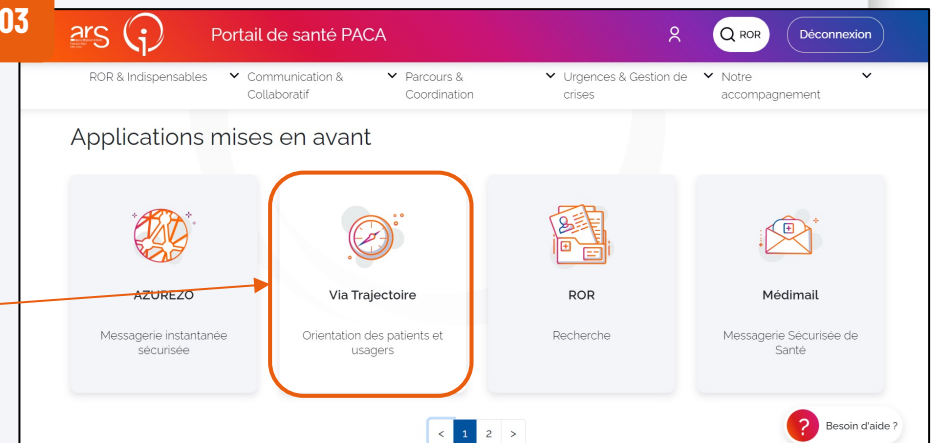 03
ars
Portail de santé PACA
ROR
Déconnexion
ROR & Indispensables
Communication &
Collaboratif
Parcours &
Coordination
Urgences & Gestion de
crises
Notre
accompagnement
Applications mises en avant
AZUREZO
Messagerie instantanée
sécurisée
Via Trajectoire
Orientation des patients et
usagers
ROR
Recherche
Médimail
Messagerie Sécurisée de
Santé
< 1 2 >
? Besoin d'aide ?